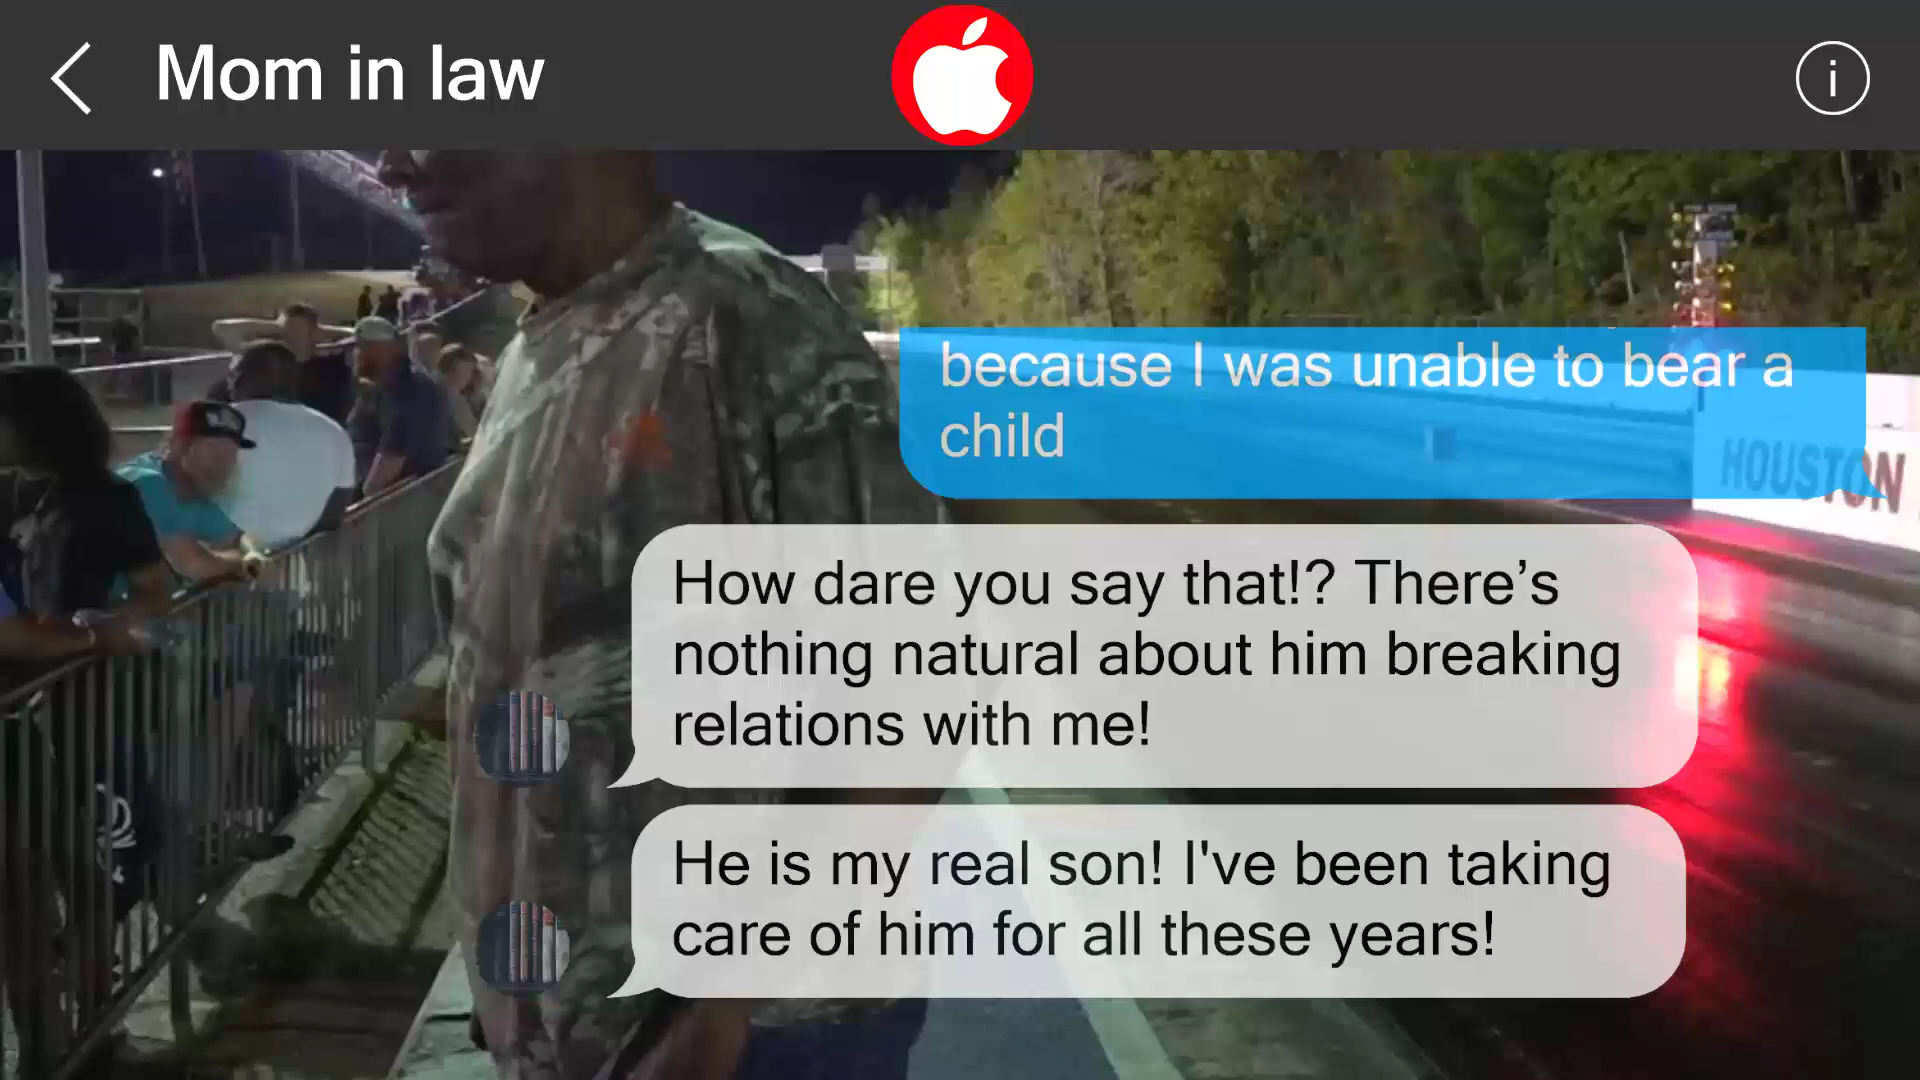 Mom in law
i
because I was unable to bear a
child
HOUSTON
How dare you say that!? There’s
nothing natural about him breaking
relations with me!
He is my real son! I've been taking
care of him for all these years!